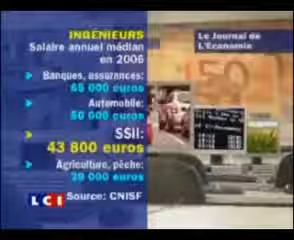 INGÉNIEURS
Salaire annuel médian
en 2006
Banques, assurances:
65 000 euros
Automobile:
50 000 euros
SSII:
43 800 euros
Agriculture, pêche:
39 000 euros
LCI Source: CNISF
Le Journal de
L'Economie
50